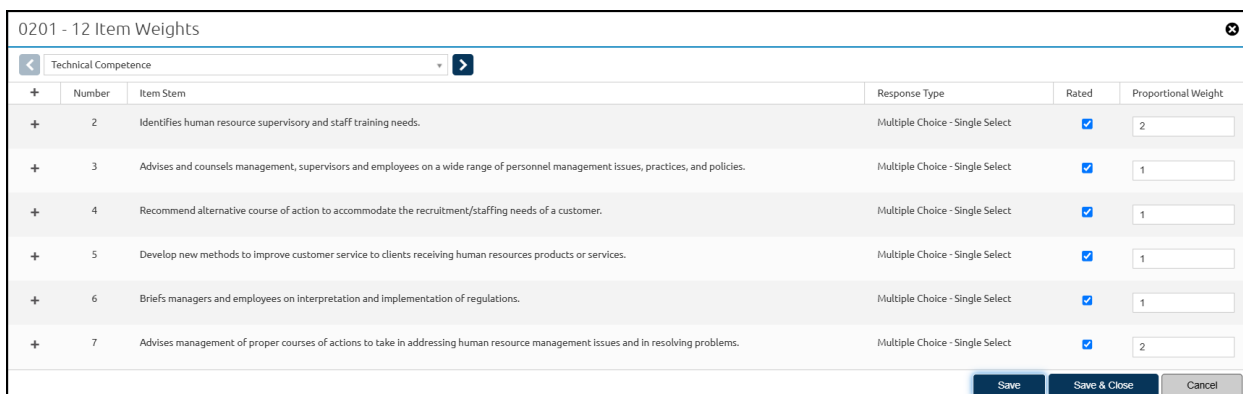 0201 - 12 Item Weights
Technical Competence
+ Number Item Stem Response Type Rated Proportional Weight
+ 2 Identifies human resource supervisory and staff training needs. Multiple Choice - Single Select 2
+ 3 Advises and counsels management, supervisors and employees on a wide range of personnel management issues, practices, and policies. Multiple Choice - Single Select 1
+ 4 Recommend alternative course of action to accommodate the recruitment/staffing needs of a customer. Multiple Choice - Single Select 1
+ 5 Develop new methods to improve customer service to clients receiving human resources products or services. Multiple Choice - Single Select 1
+ 6 Briefs managers and employees on interpretation and implementation of regulations. Multiple Choice - Single Select 1
+ 7 Advises management of proper courses of actions to take in addressing human resource management issues and in resolving problems. Multiple Choice - Single Select 2
Save Save & Close Cancel